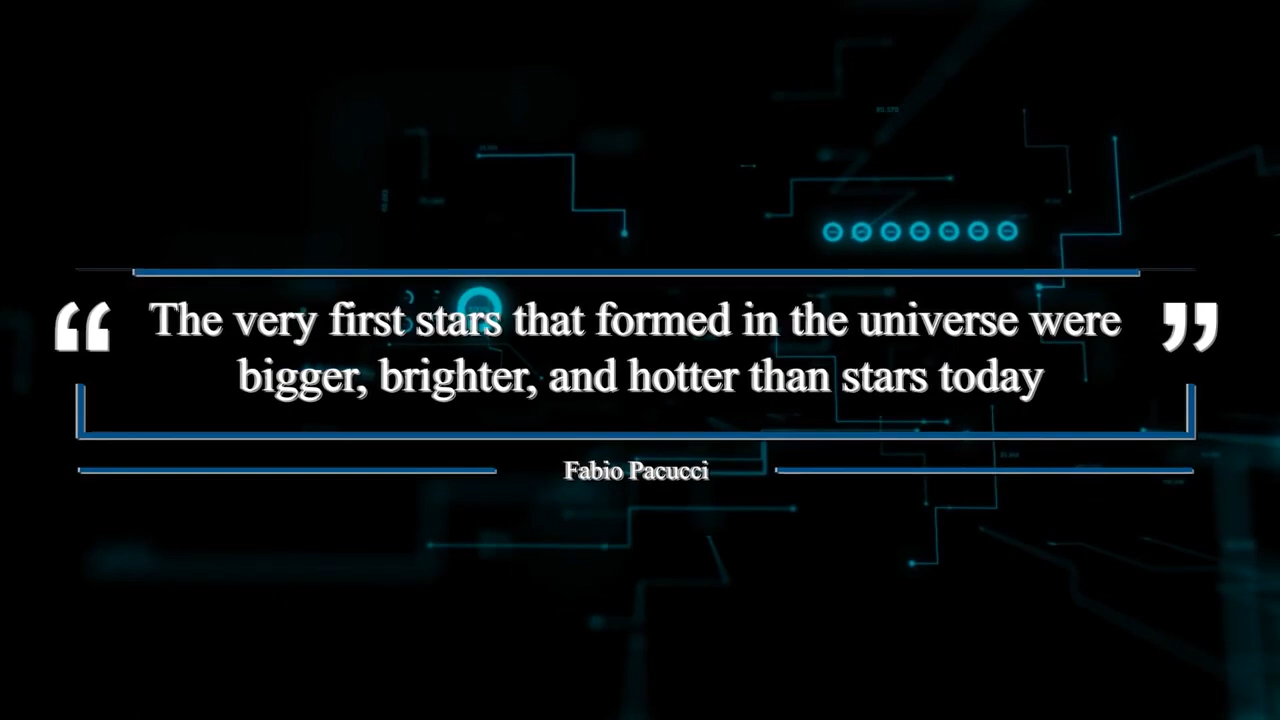 “ The very first stars that formed in the universe were ”
bigger, brighter, and hotter than stars today
Fabio Pacucci